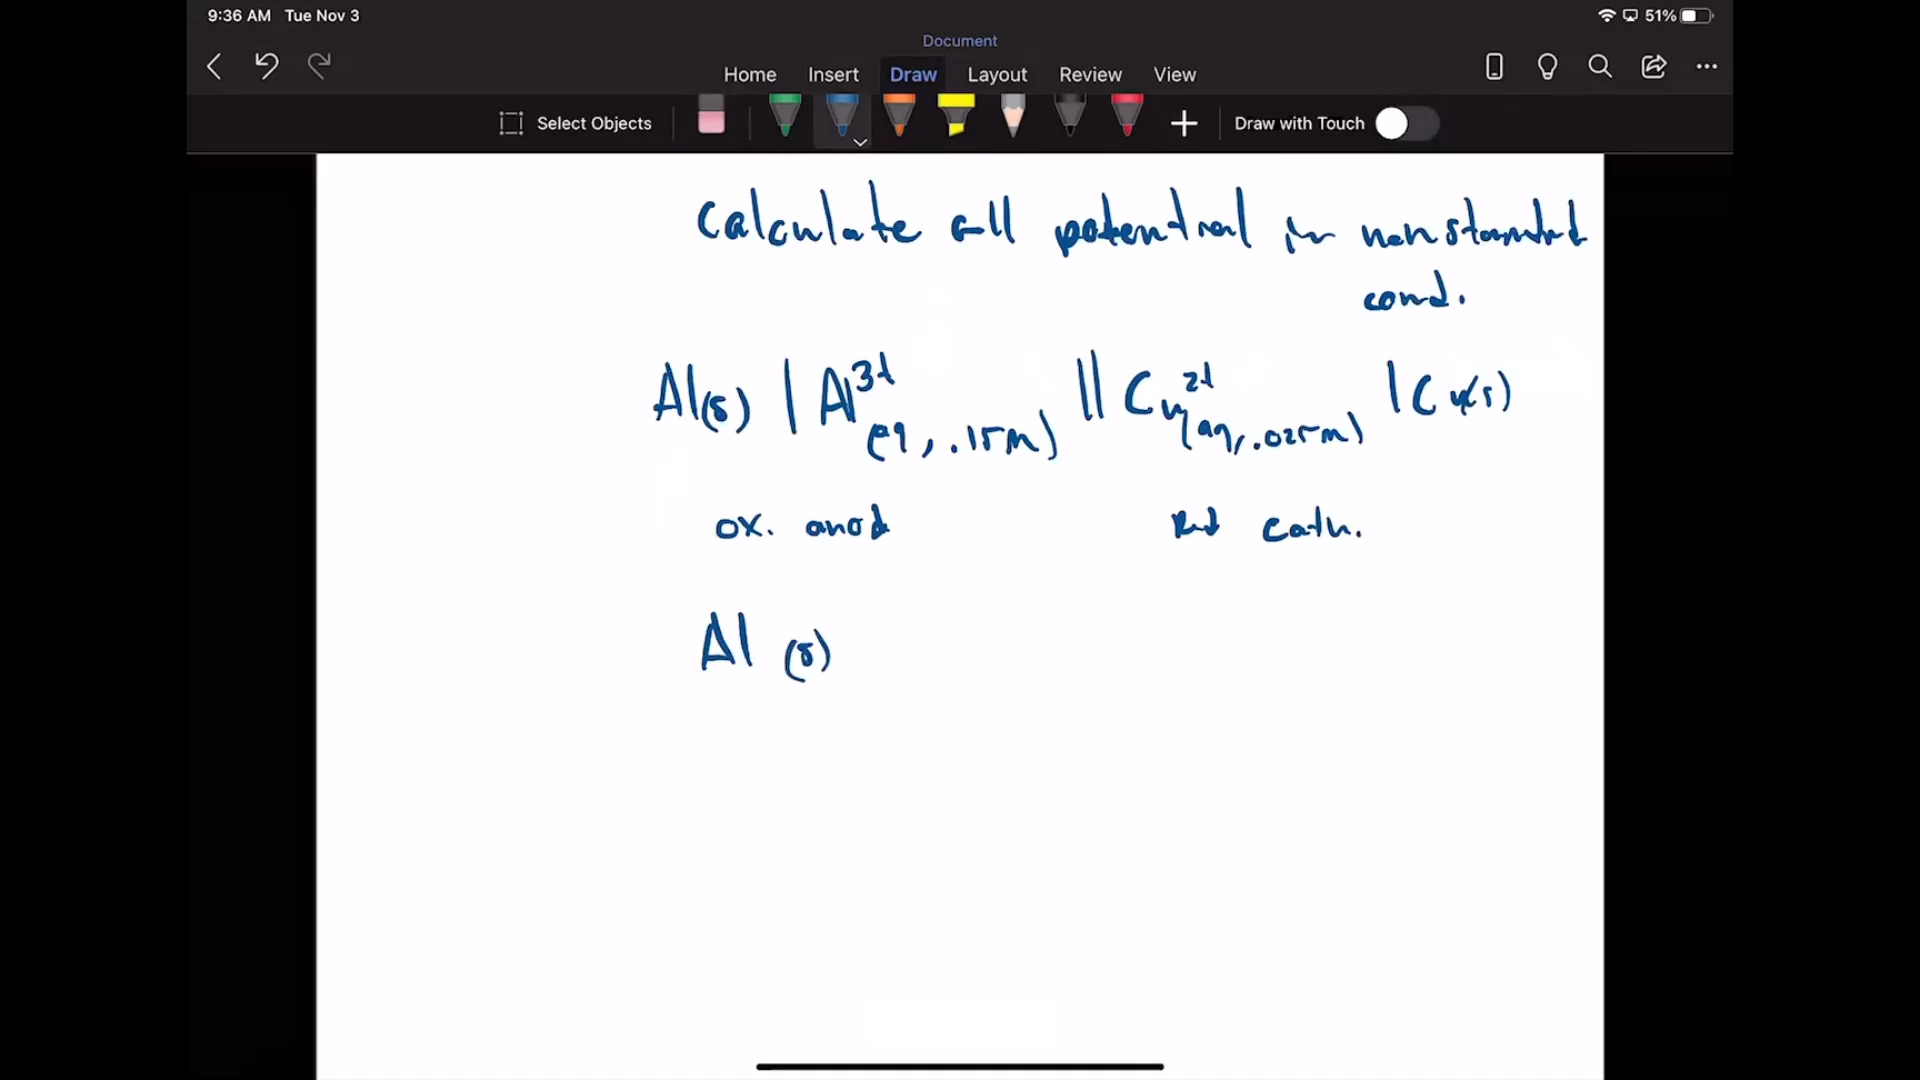 9:36 AM Tue Nov 3
51%
Document
Home Insert Draw Layout Review View
Select Objects
Draw with Touch
Calculate cell potential in nonstandard
cond.
Al(s) | Al³⁺(aq, .15M) || Cu²⁺(aq, .025M) | Cu(s)
ox. anod Red cath.
Al (s)